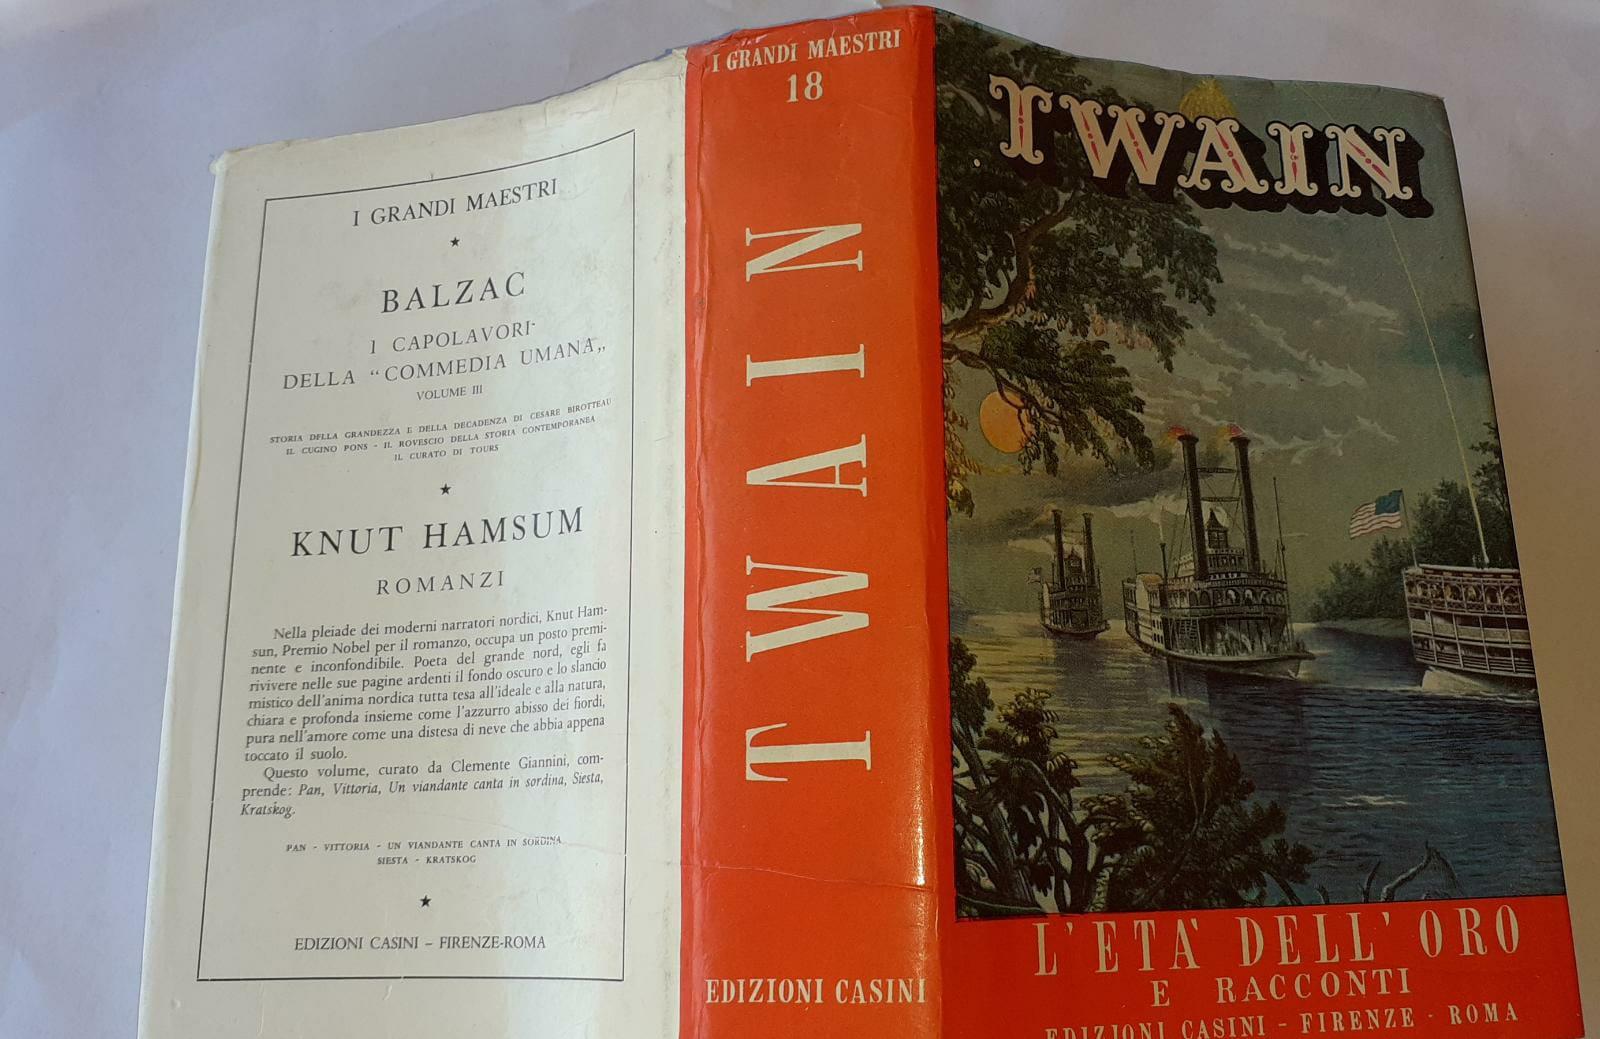 I GRANDI MAESTRI
★
BALZAC
I CAPOLAVORI
DELLA “COMMEDIA UMANA„
VOLUME III
STORIA DELLA GRANDEZZA E DELLA DECADENZA DI CESARE BIROTTEAU
IL CUGINO PONS - IL ROVESCIO DELLA STORIA CONTEMPORANEA
IL CURATO DI TOURS
★
KNUT HAMSUM
ROMANZI
Nella pleiade dei moderni narratori nordici, Knut Ham-
sun, Premio Nobel per il romanzo, occupa un posto premi-
nente e inconfondibile. Poeta del grande nord, egli fa
rivivere nelle sue pagine ardenti il fondo oscuro e lo slancio
mistico dell'anima nordica tutta tesa all'ideale e alla natura,
chiara e profonda insieme come l'azzurro abisso dei fiordi,
pura nell'amore come una distesa di neve che abbia appena
toccato il suolo.
Questo volume, curato da Clemente Giannini, com-
prende: Pan, Vittoria, Un viandante canta in sordina, Siesta,
Kratskog.
PAN - VITTORIA - UN VIANDANTE CANTA IN SORDINA
SIESTA - KRATSKOG
★
EDIZIONI CASINI – FIRENZE-ROMA
I GRANDI MAESTRI
18
TWAIN
EDIZIONI CASINI
TWAIN
L'ETA' DELL'ORO
E RACCONTI
EDIZIONI CASINI – FIRENZE - ROMA